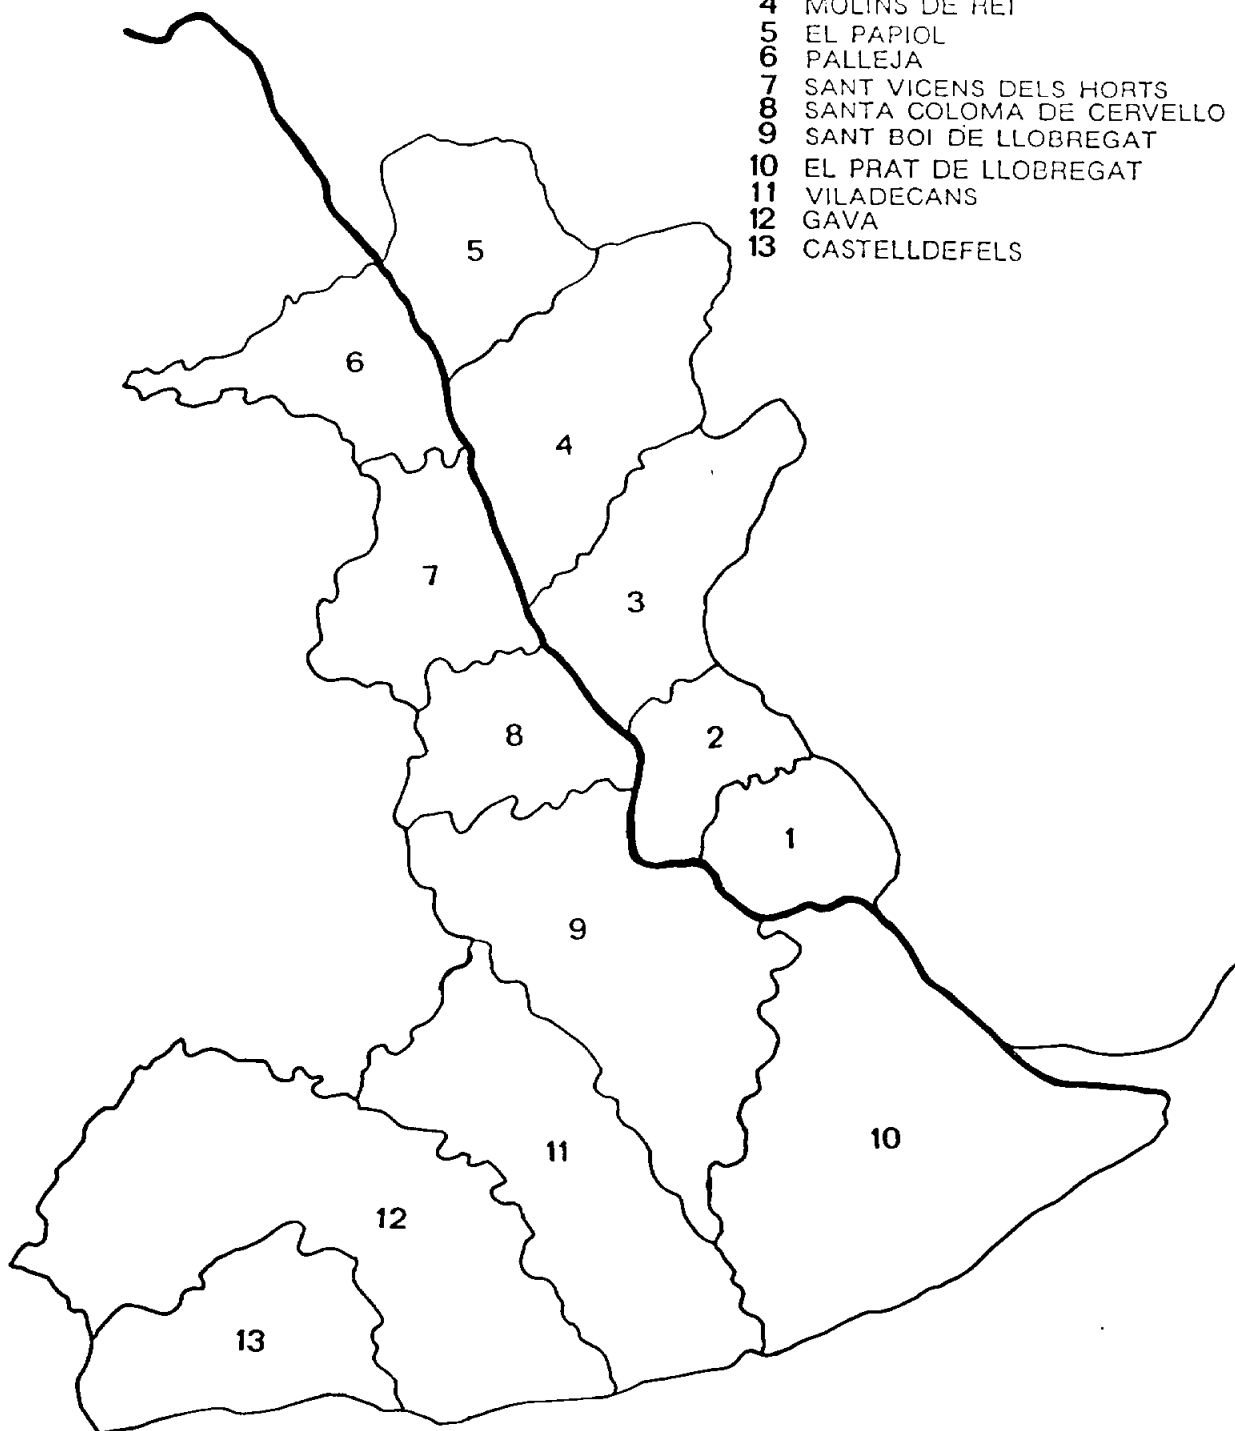 4 MOLINS DE REI
5 EL PAPIOL
6 PALLEJA
7 SANT VICENS DELS HORTS
8 SANTA COLOMA DE CERVELLO
9 SANT BOI DE LLOBREGAT
10 EL PRAT DE LLOBREGAT
11 VILADECANS
12 GAVA
13 CASTELLDEFELS
5
6
4
7
3
8
2
1
9
10
11
12
13